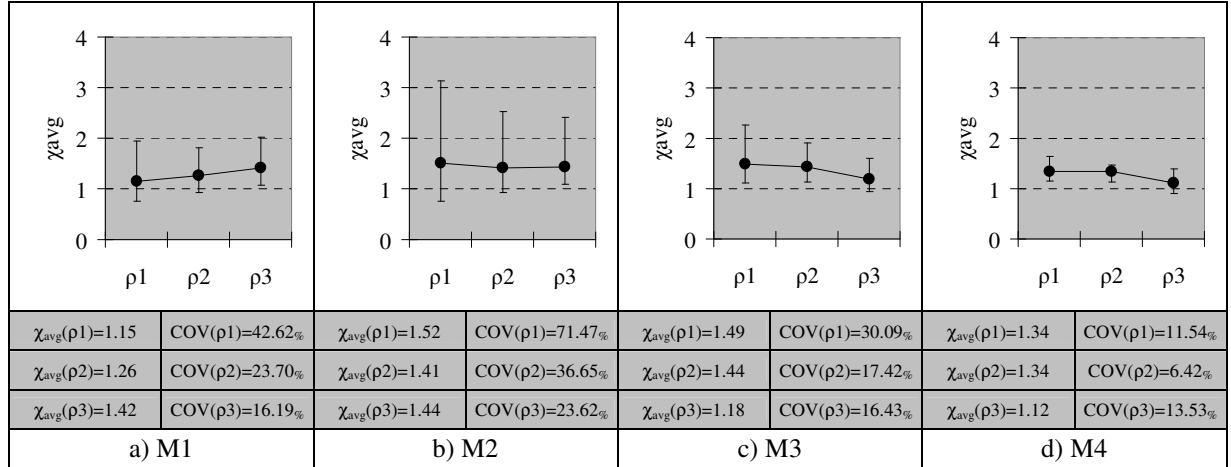 4
3
2
1
0
χavg
ρ1 ρ2 ρ3
4
3
2
1
0
χavg
ρ1 ρ2 ρ3
4
3
2
1
0
χavg
ρ1 ρ2 ρ3
4
3
2
1
0
χavg
ρ1 ρ2 ρ3
χavg(ρ1)=1.15 COV(ρ1)=42.62% χavg(ρ1)=1.52 COV(ρ1)=71.47% χavg(ρ1)=1.49 COV(ρ1)=30.09% χavg(ρ1)=1.34 COV(ρ1)=11.54%
χavg(ρ2)=1.26 COV(ρ2)=23.70% χavg(ρ2)=1.41 COV(ρ2)=36.65% χavg(ρ2)=1.44 COV(ρ2)=17.42% χavg(ρ2)=1.34 COV(ρ2)=6.42%
χavg(ρ3)=1.42 COV(ρ3)=16.19% χavg(ρ3)=1.44 COV(ρ3)=23.62% χavg(ρ3)=1.18 COV(ρ3)=16.43% χavg(ρ3)=1.12 COV(ρ3)=13.53%
a) M1 b) M2 c) M3 d) M4